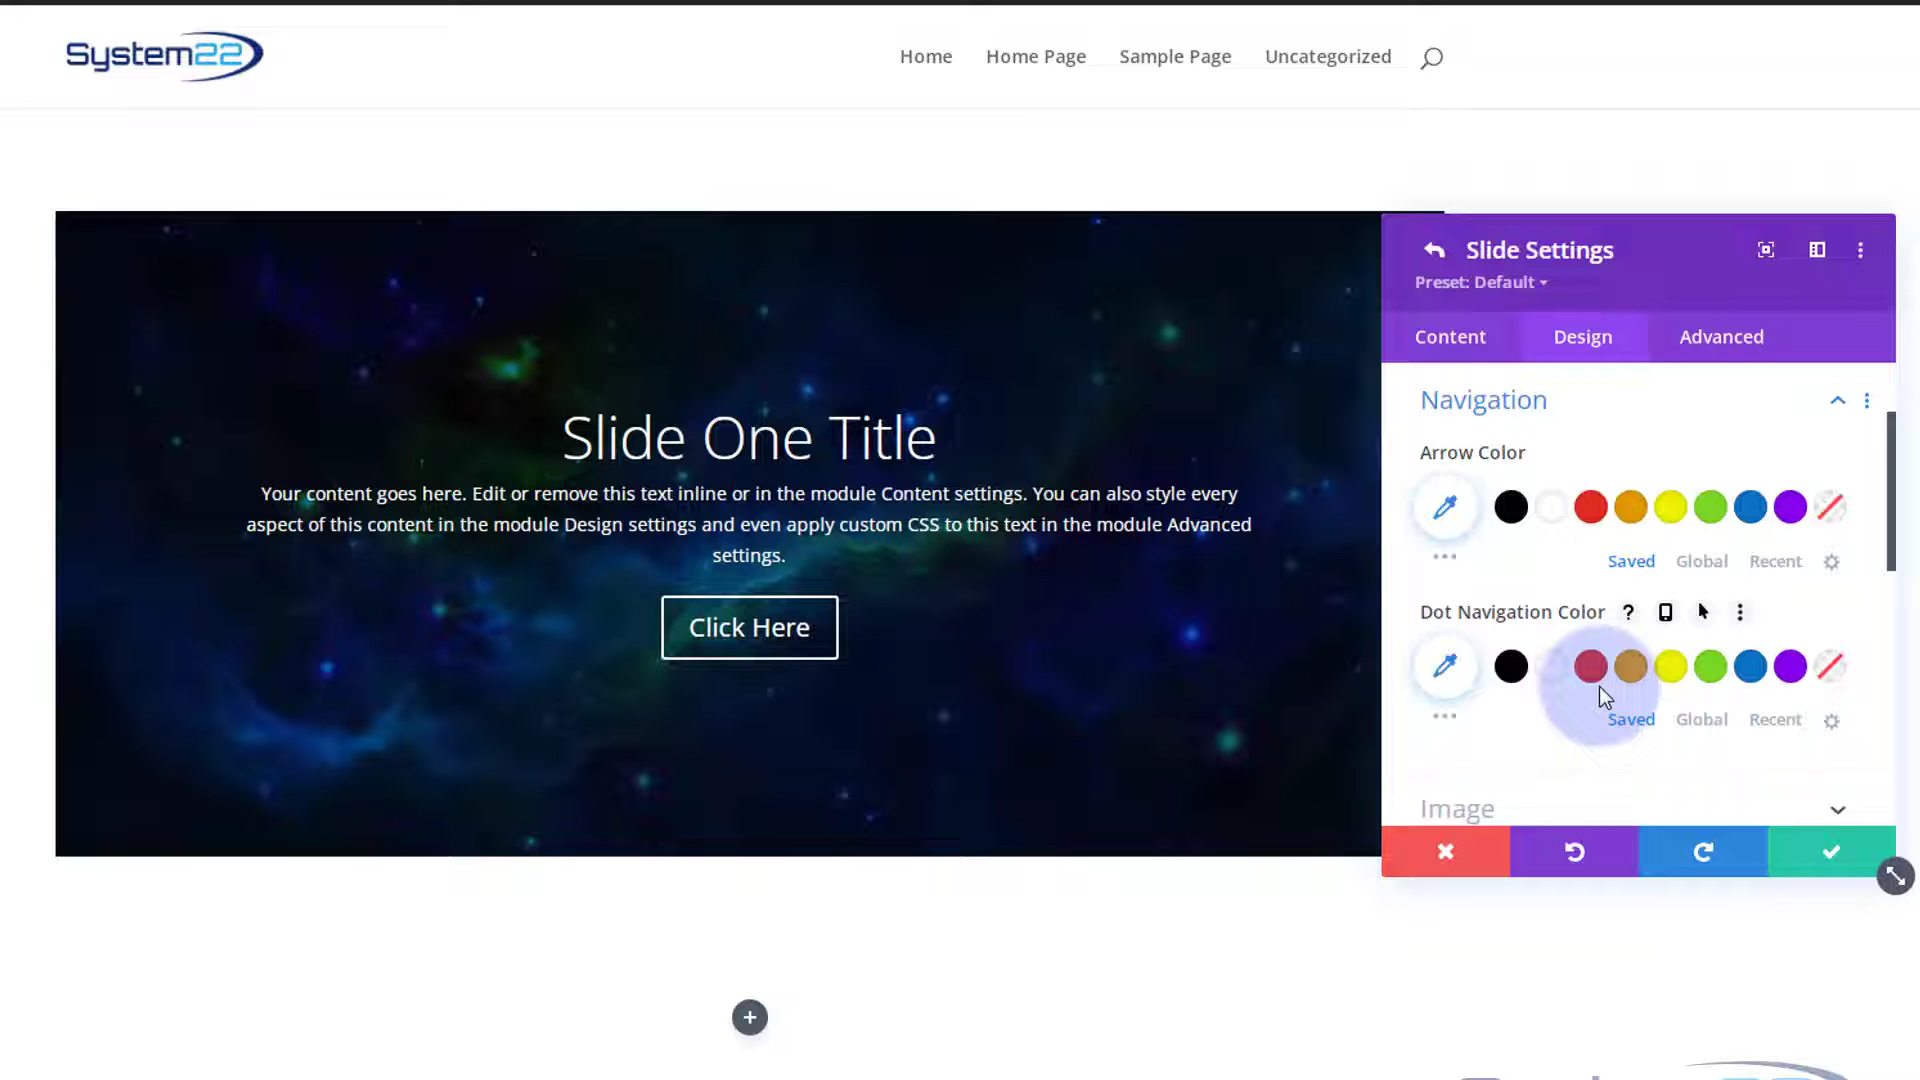 System22
Home
Home Page
Sample Page
Uncategorized
Slide Settings
Preset: Default
Content
Design
Advanced
Navigation
Arrow Color
Saved
Global
Recent
Dot Navigation Color
?
Saved
Global
Recent
Image
Slide One Title
Your content goes here. Edit or remove this text inline or in the module Content settings. You can also style every
aspect of this content in the module Design settings and even apply custom CSS to this text in the module Advanced
settings.
Click Here